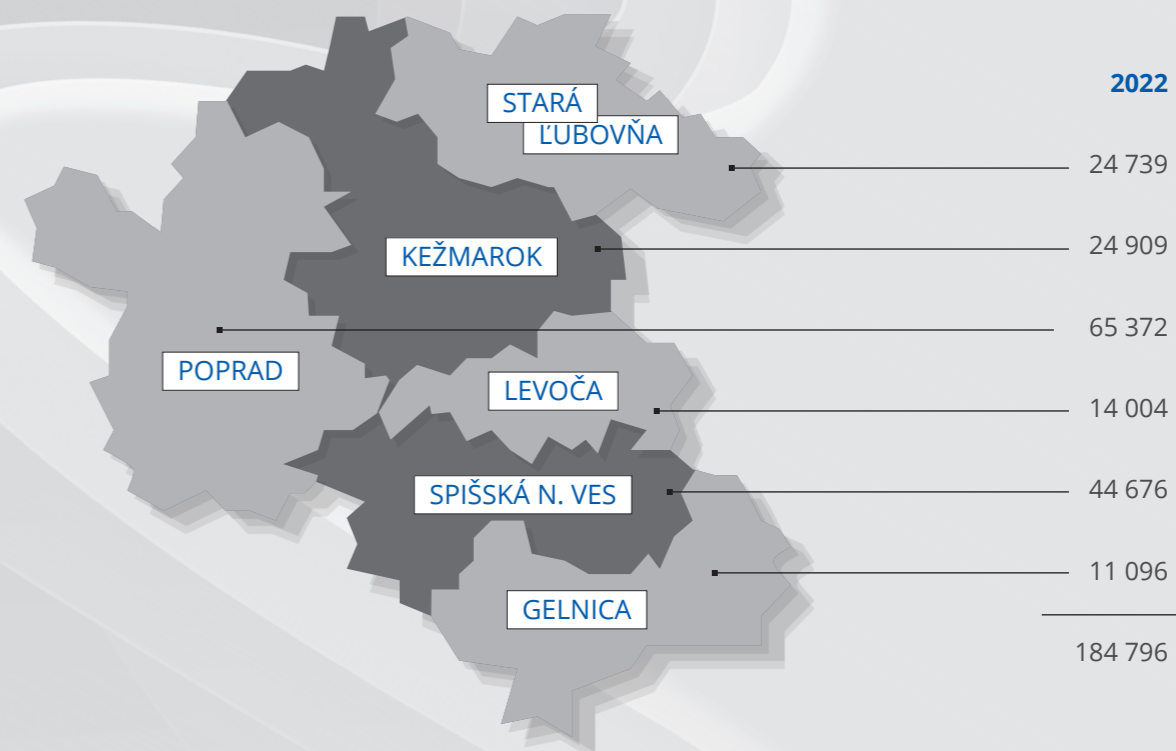 2022
STARÁ
ĽUBOVŇA
24 739
KEŽMAROK
24 909
65 372
POPRAD
LEVOČA
14 004
SPIŠSKÁ N. VES
44 676
11 096
GELNICA
184 796